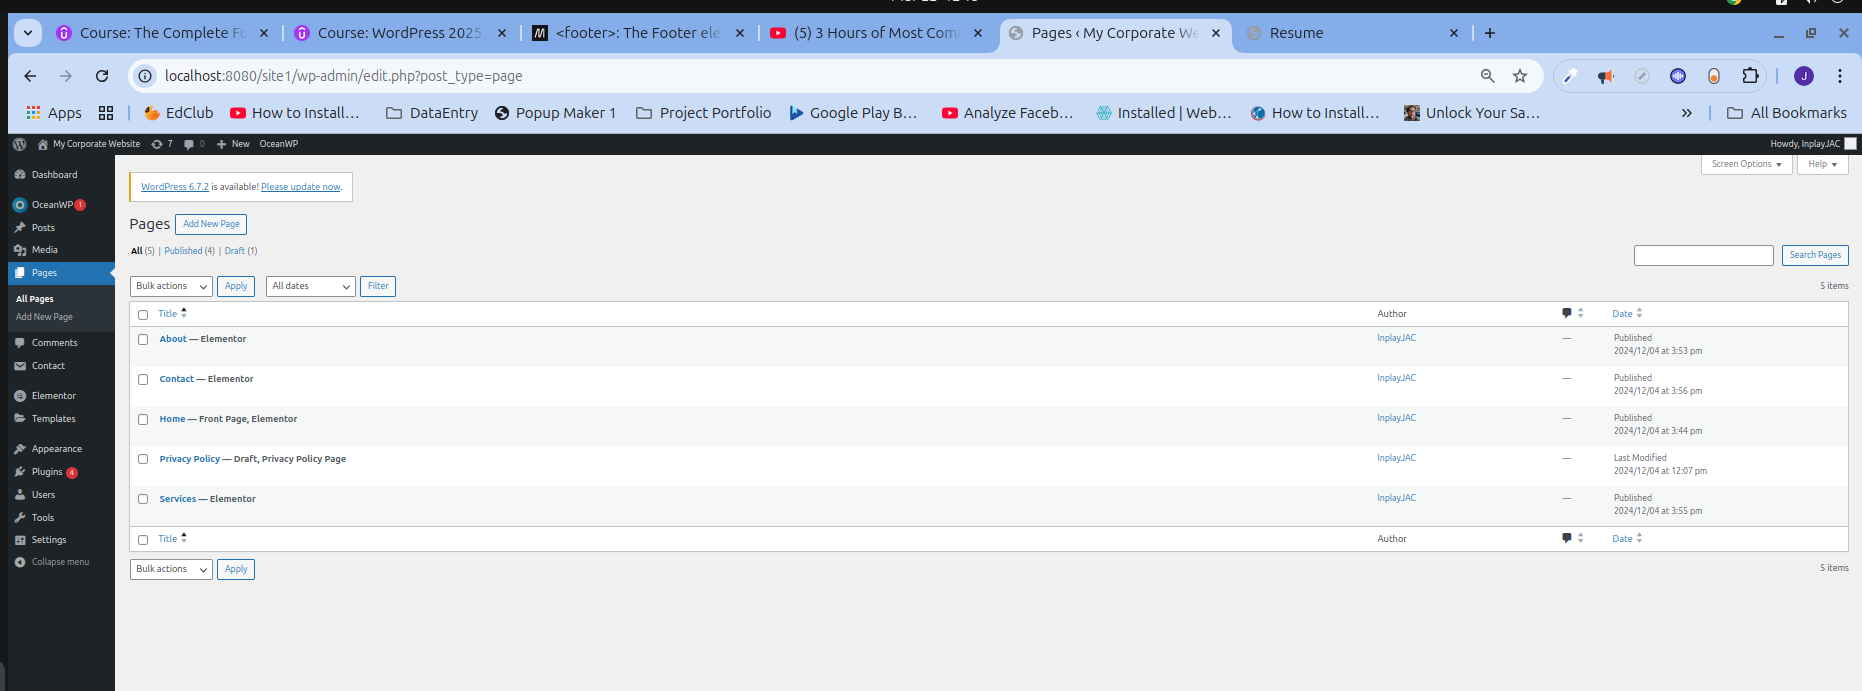 Course: The Complete Fu
Course: WordPress 2025
<footer>: The Footer ele
(5) 3 Hours of Most Com
Pages ‹ My Corporate We
Resume
localhost:8080/site1/wp-admin/edit.php?post_type=page
J
Apps
EdClub
How to Install...
DataEntry
Popup Maker 1
Project Portfolio
Google Play B...
Analyze Faceb...
Installed | Web...
How to Install...
Unlock Your Sa...
»
All Bookmarks
My Corporate Website 7 0 New OceanWP
Howdy, InplayJAC
Dashboard
OceanWP 1
Posts
Media
Pages
All Pages
Add New Page
Comments
Contact
Elementor
Templates
Appearance
Plugins 4
Users
Tools
Settings
Collapse menu
Screen Options
Help
WordPress 6.7.2 is available! Please update now.
Pages Add New Page
All (5) | Published (4) | Draft (1)
Search Pages
Bulk actions Apply All dates Filter
5 items
Title Author Date
About — Elementor InplayJAC — Published
2024/12/04 at 3:53 pm
Contact — Elementor InplayJAC — Published
2024/12/04 at 3:56 pm
Home — Front Page, Elementor InplayJAC — Published
2024/12/04 at 3:44 pm
Privacy Policy — Draft, Privacy Policy Page InplayJAC — Last Modified
2024/12/04 at 12:07 pm
Services — Elementor InplayJAC — Published
2024/12/04 at 3:55 pm
Title Author Date
Bulk actions Apply
5 items